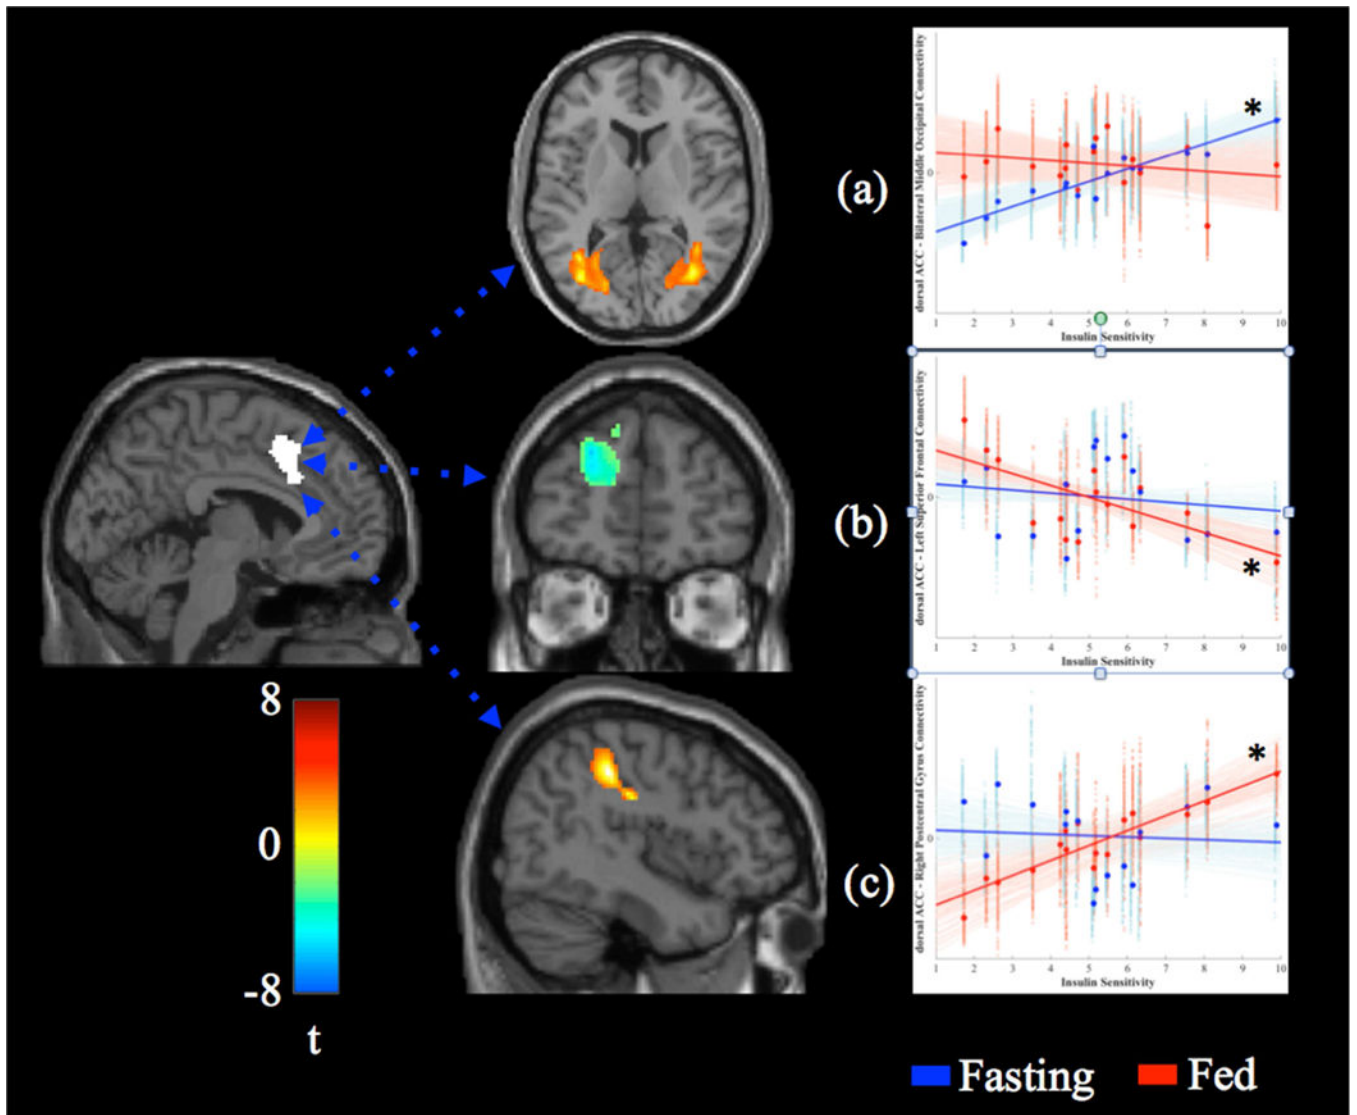 (a)
dorsal ACC - Bilateral Middle Occipital Connectivity
0
1 2 3 4 5 6 7 8 9 10
Insulin Sensitivity
*
(b)
dorsal ACC - Left Superior Frontal Connectivity
0
1 2 3 4 5 6 7 8 9 10
Insulin Sensitivity
*
(c)
dorsal ACC - Right Postcentral Gyrus Connectivity
0
1 2 3 4 5 6 7 8 9 10
Insulin Sensitivity
*
8
0
-8
t
Fasting Fed